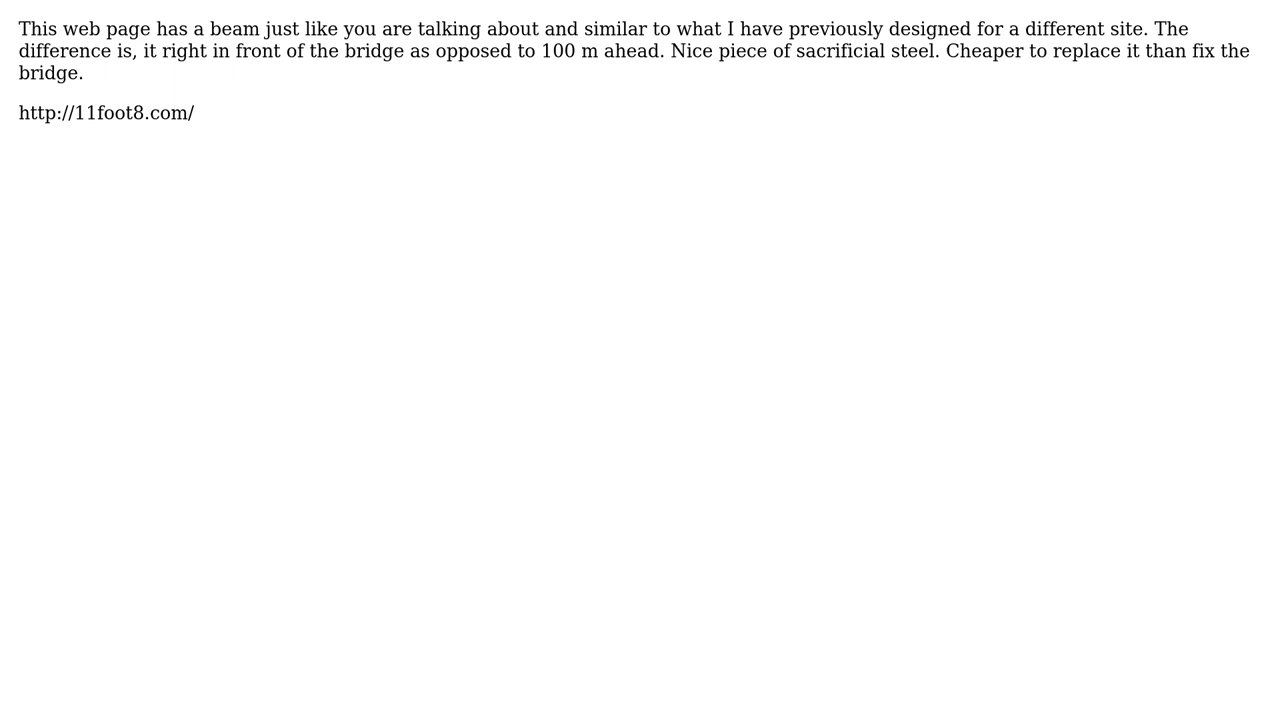 This web page has a beam just like you are talking about and similar to what I have previously designed for a different site. The
difference is, it right in front of the bridge as opposed to 100 m ahead. Nice piece of sacrificial steel. Cheaper to replace it than fix the
bridge.
http://11foot8.com/